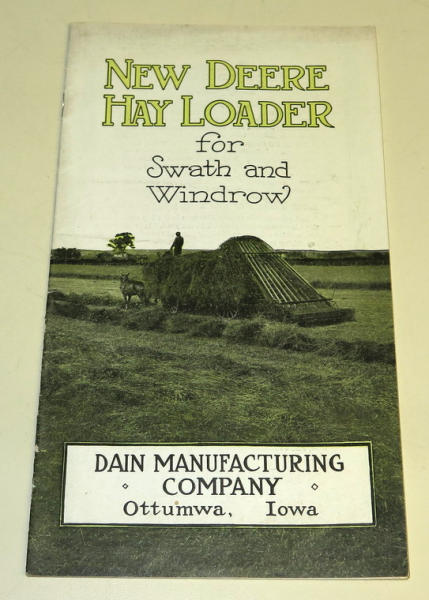 NEW DEERE
HAY LOADER
for
Swath and
Windrow
DAIN MANUFACTURING
COMPANY
Ottumwa, Iowa